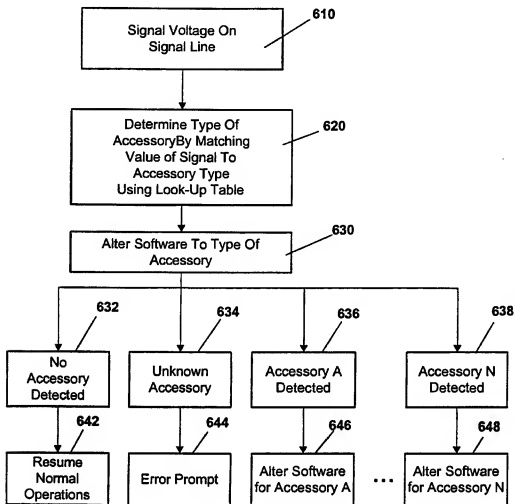 610
Signal Voltage On
Signal Line
620
Determine Type Of
AccessoryBy Matching
Value of Signal To
Accessory Type
Using Look-Up Table
630
Alter Software To Type Of
Accessory
632
634
636
638
No
Accessory
Detected
Unknown
Accessory
Accessory A
Detected
Accessory N
Detected
642
644
646
648
Resume
Normal
Operations
Error Prompt
Alter Software
for Accessory A
...
Alter Software
for Accessory N